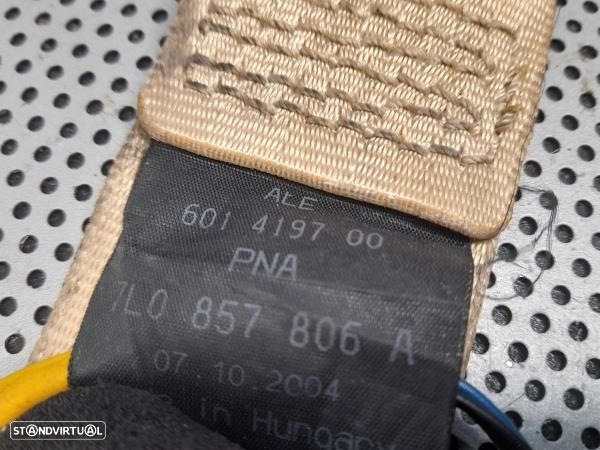 ALE
601 4197 00
PNA
7L0 857 806 A
07.10.2004
in Hungary
STANDVIRTUAL